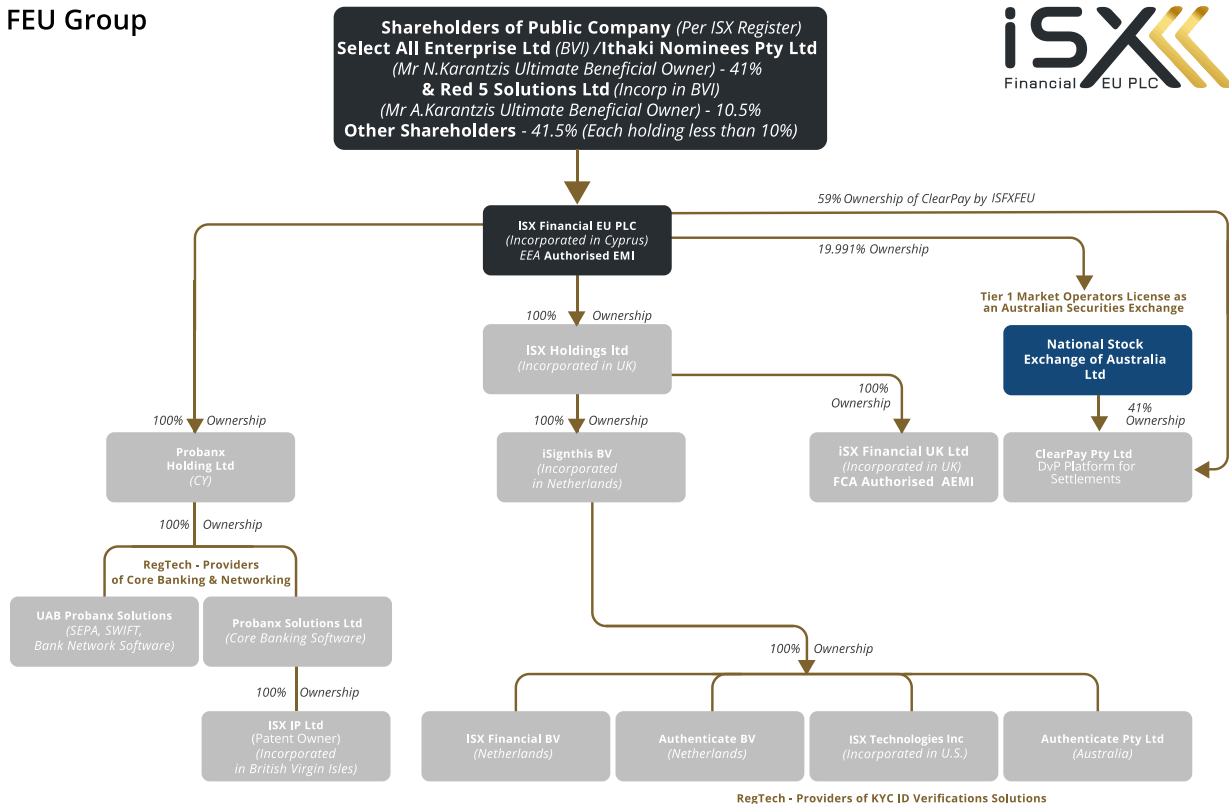 FEU Group
Shareholders of Public Company (Per ISX Register)
Select All Enterprise Ltd (BVI) /Ithaki Nominees Pty Ltd
(Mr N.Karantzis Ultimate Beneficial Owner) - 41%
& Red 5 Solutions Ltd (Incorp in BVI)
(Mr A.Karantzis Ultimate Beneficial Owner) - 10.5%
Other Shareholders - 41.5% (Each holding less than 10%)
iSX
Financial EU PLC
59% Ownership of ClearPay by ISFXFEU
ISX Financial EU PLC
(Incorporated in Cyprus)
EEA Authorised EMI
19.991% Ownership
Tier 1 Market Operators License as
an Australian Securities Exchange
100% Ownership
ISX Holdings ltd
(Incorporated in UK)
National Stock
Exchange of Australia
Ltd
100%
Ownership
41%
Ownership
100% Ownership
100% Ownership
Probanx
Holding Ltd
(CY)
iSignthis BV
(Incorporated
in Netherlands)
iSX Financial UK Ltd
(Incorporated in UK)
FCA Authorised AEMI
ClearPay Pty Ltd
DvP Platform for
Settlements
100% Ownership
RegTech - Providers
of Core Banking & Networking
UAB Probanx Solutions
(SEPA, SWIFT,
Bank Network Software)
Probanx Solutions Ltd
(Core Banking Software)
100% Ownership
100% Ownership
ISX IP Ltd
(Patent Owner)
(Incorporated
in British Virgin Isles)
ISX Financial BV
(Netherlands)
Authenticate BV
(Netherlands)
ISX Technologies Inc
(Incorporated in U.S.)
Authenticate Pty Ltd
(Australia)
RegTech - Providers of KYC ID Verifications Solutions